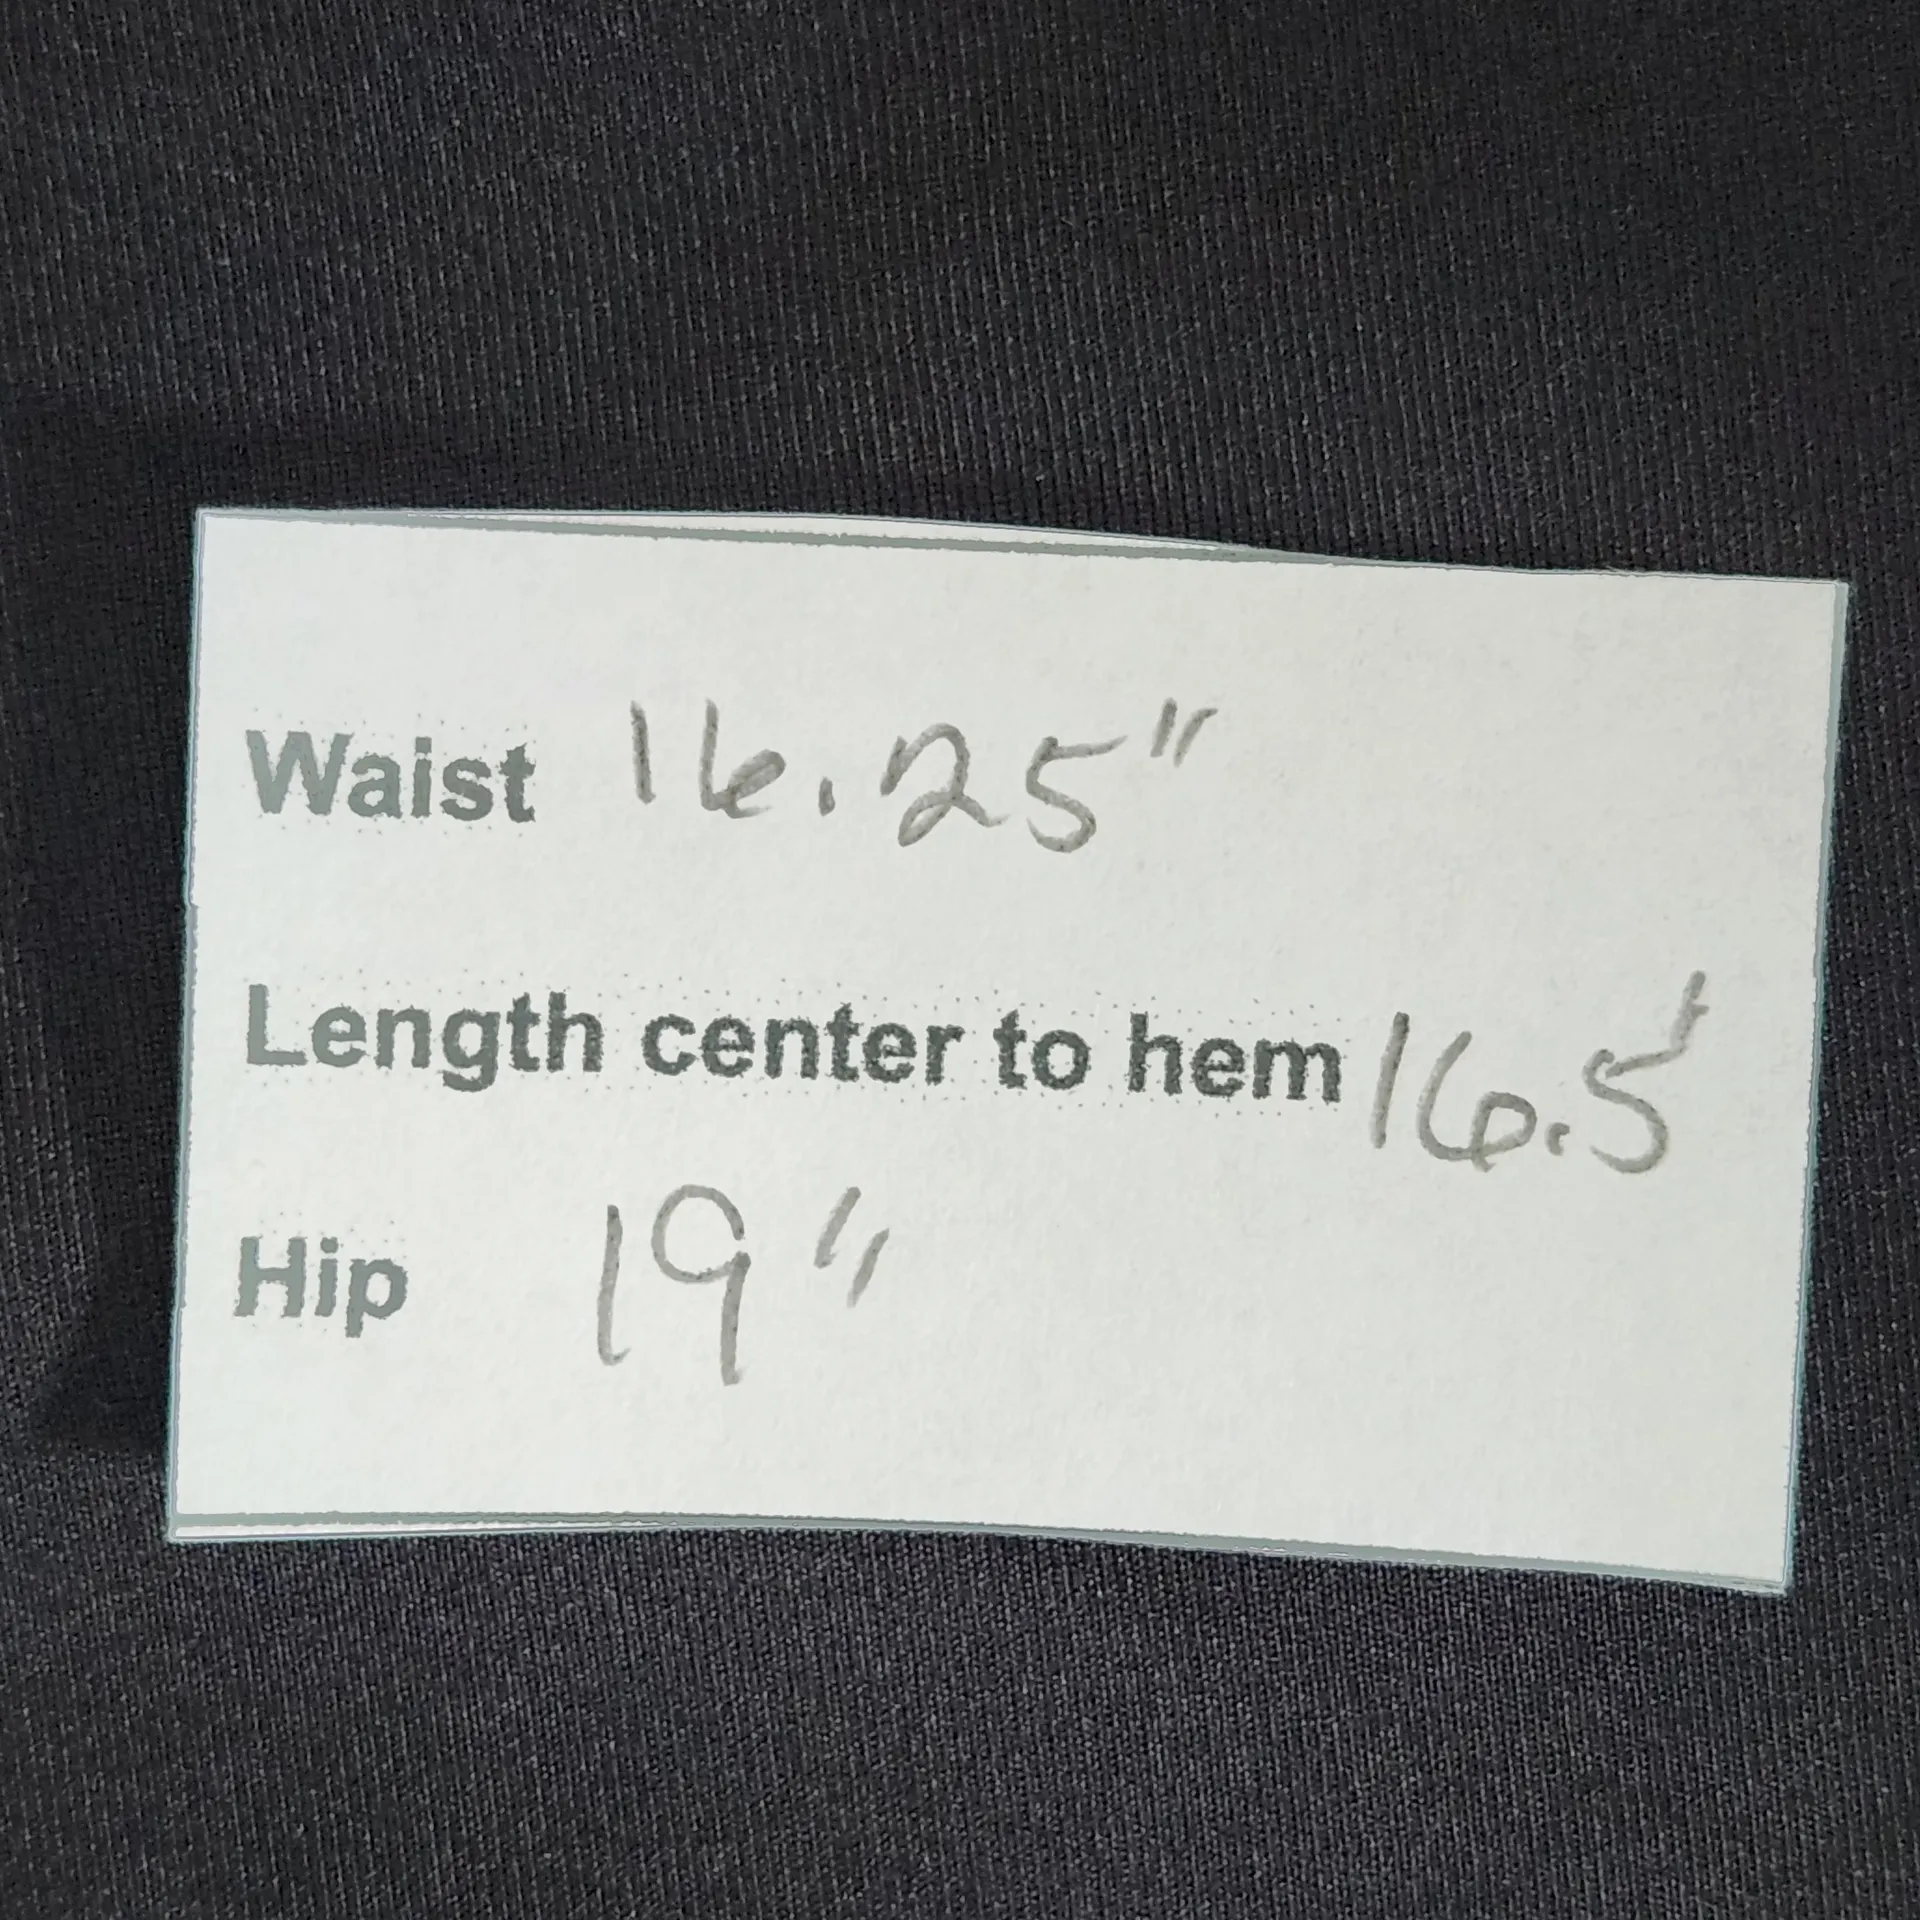 Waist 16.25"
Length center to hem 16.5"
Hip 19"